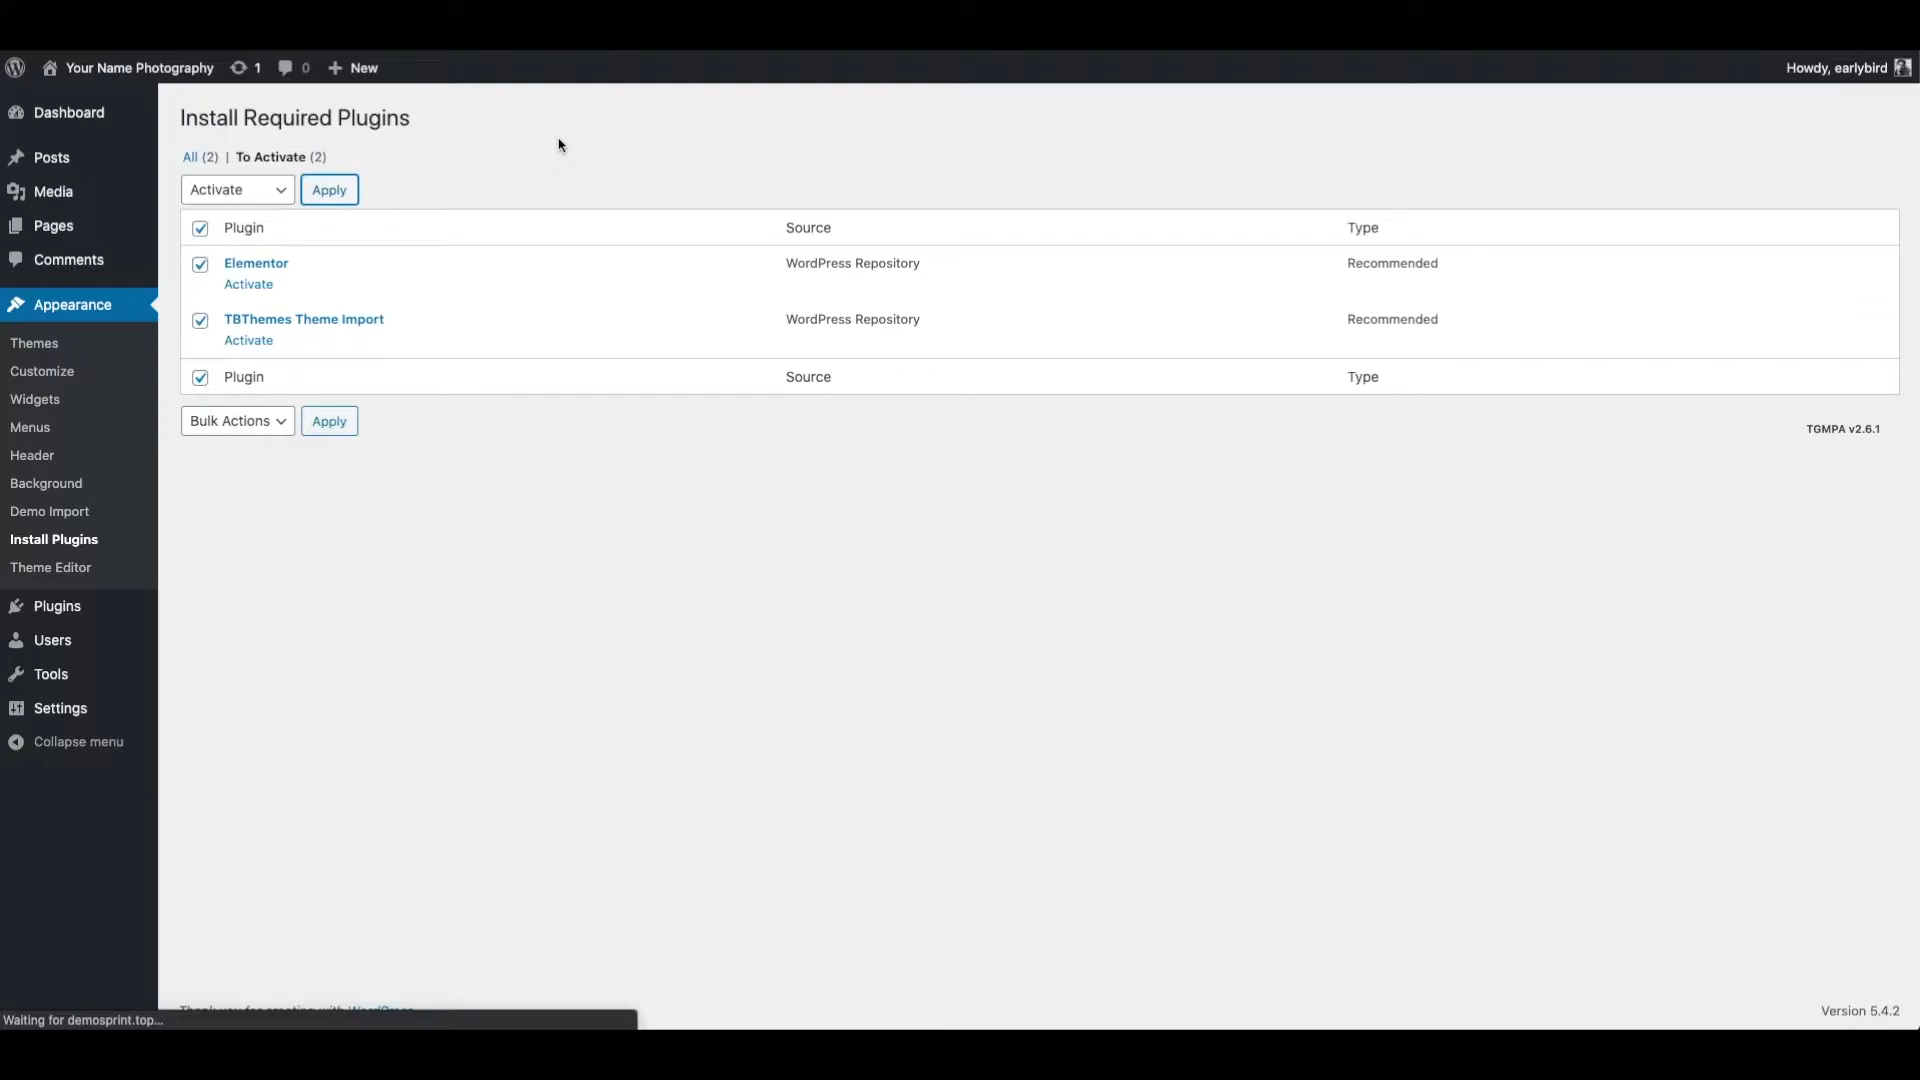 Your Name Photography 1 0 New Howdy, earlybird
Dashboard
Posts
Media
Pages
Comments
Appearance
Themes
Customize
Widgets
Menus
Header
Background
Demo Import
Install Plugins
Theme Editor
Plugins
Users
Tools
Settings
Collapse menu
Install Required Plugins
All (2) | To Activate (2)
Activate Apply
Plugin Source Type
Elementor WordPress Repository Recommended
Activate
TBThemes Theme Import WordPress Repository Recommended
Activate
Plugin Source Type
Bulk Actions Apply
TGMPA v2.6.1
Thank you for creating with WordPress
Version 5.4.2
Waiting for demosprint.top...